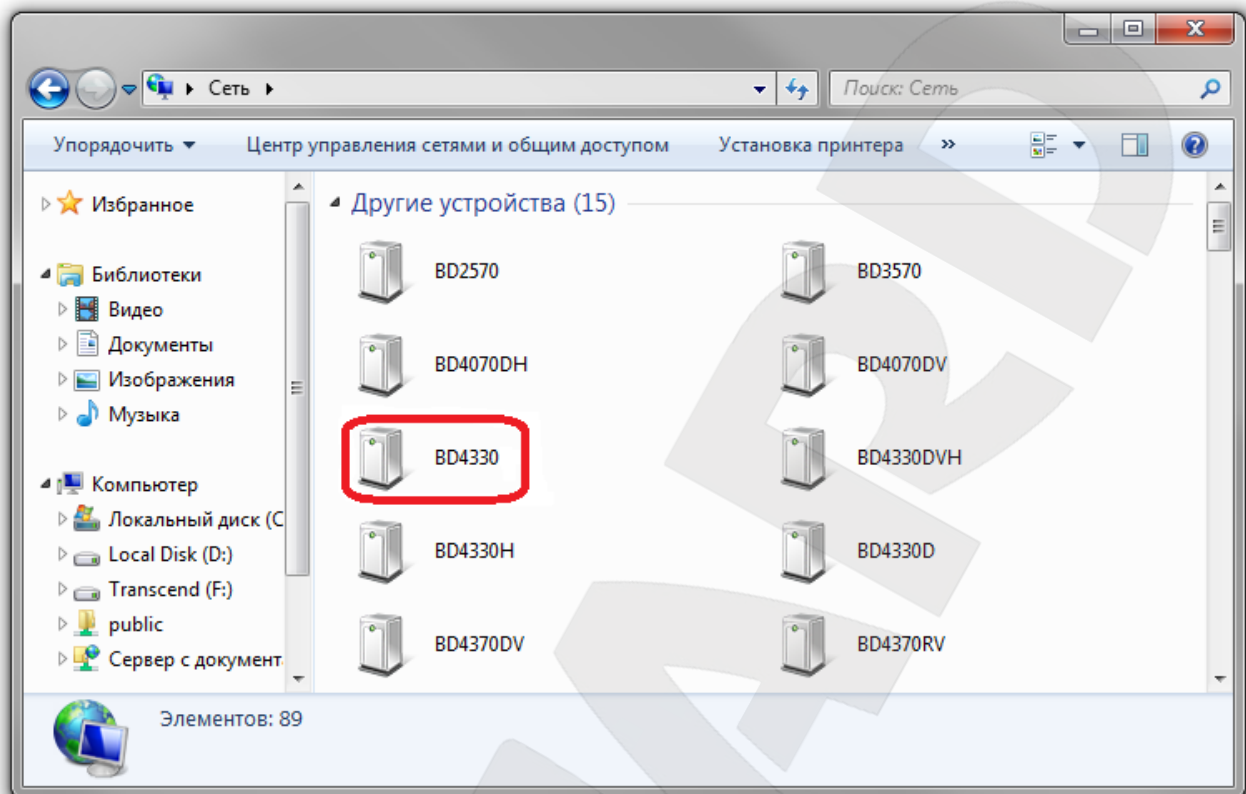 Сеть
Поиск: Сеть
Упорядочить
Центр управления сетями и общим доступом
Установка принтера
»
Избранное
Библиотеки
Видео
Документы
Изображения
Музыка
Компьютер
Локальный диск (C
Local Disk (D:)
Transcend (F:)
public
Сервер с документ
Другие устройства (15)
BD2570
BD3570
BD4070DH
BD4070DV
BD4330
BD4330DVH
BD4330H
BD4330D
BD4370DV
BD4370RV
Элементов: 89